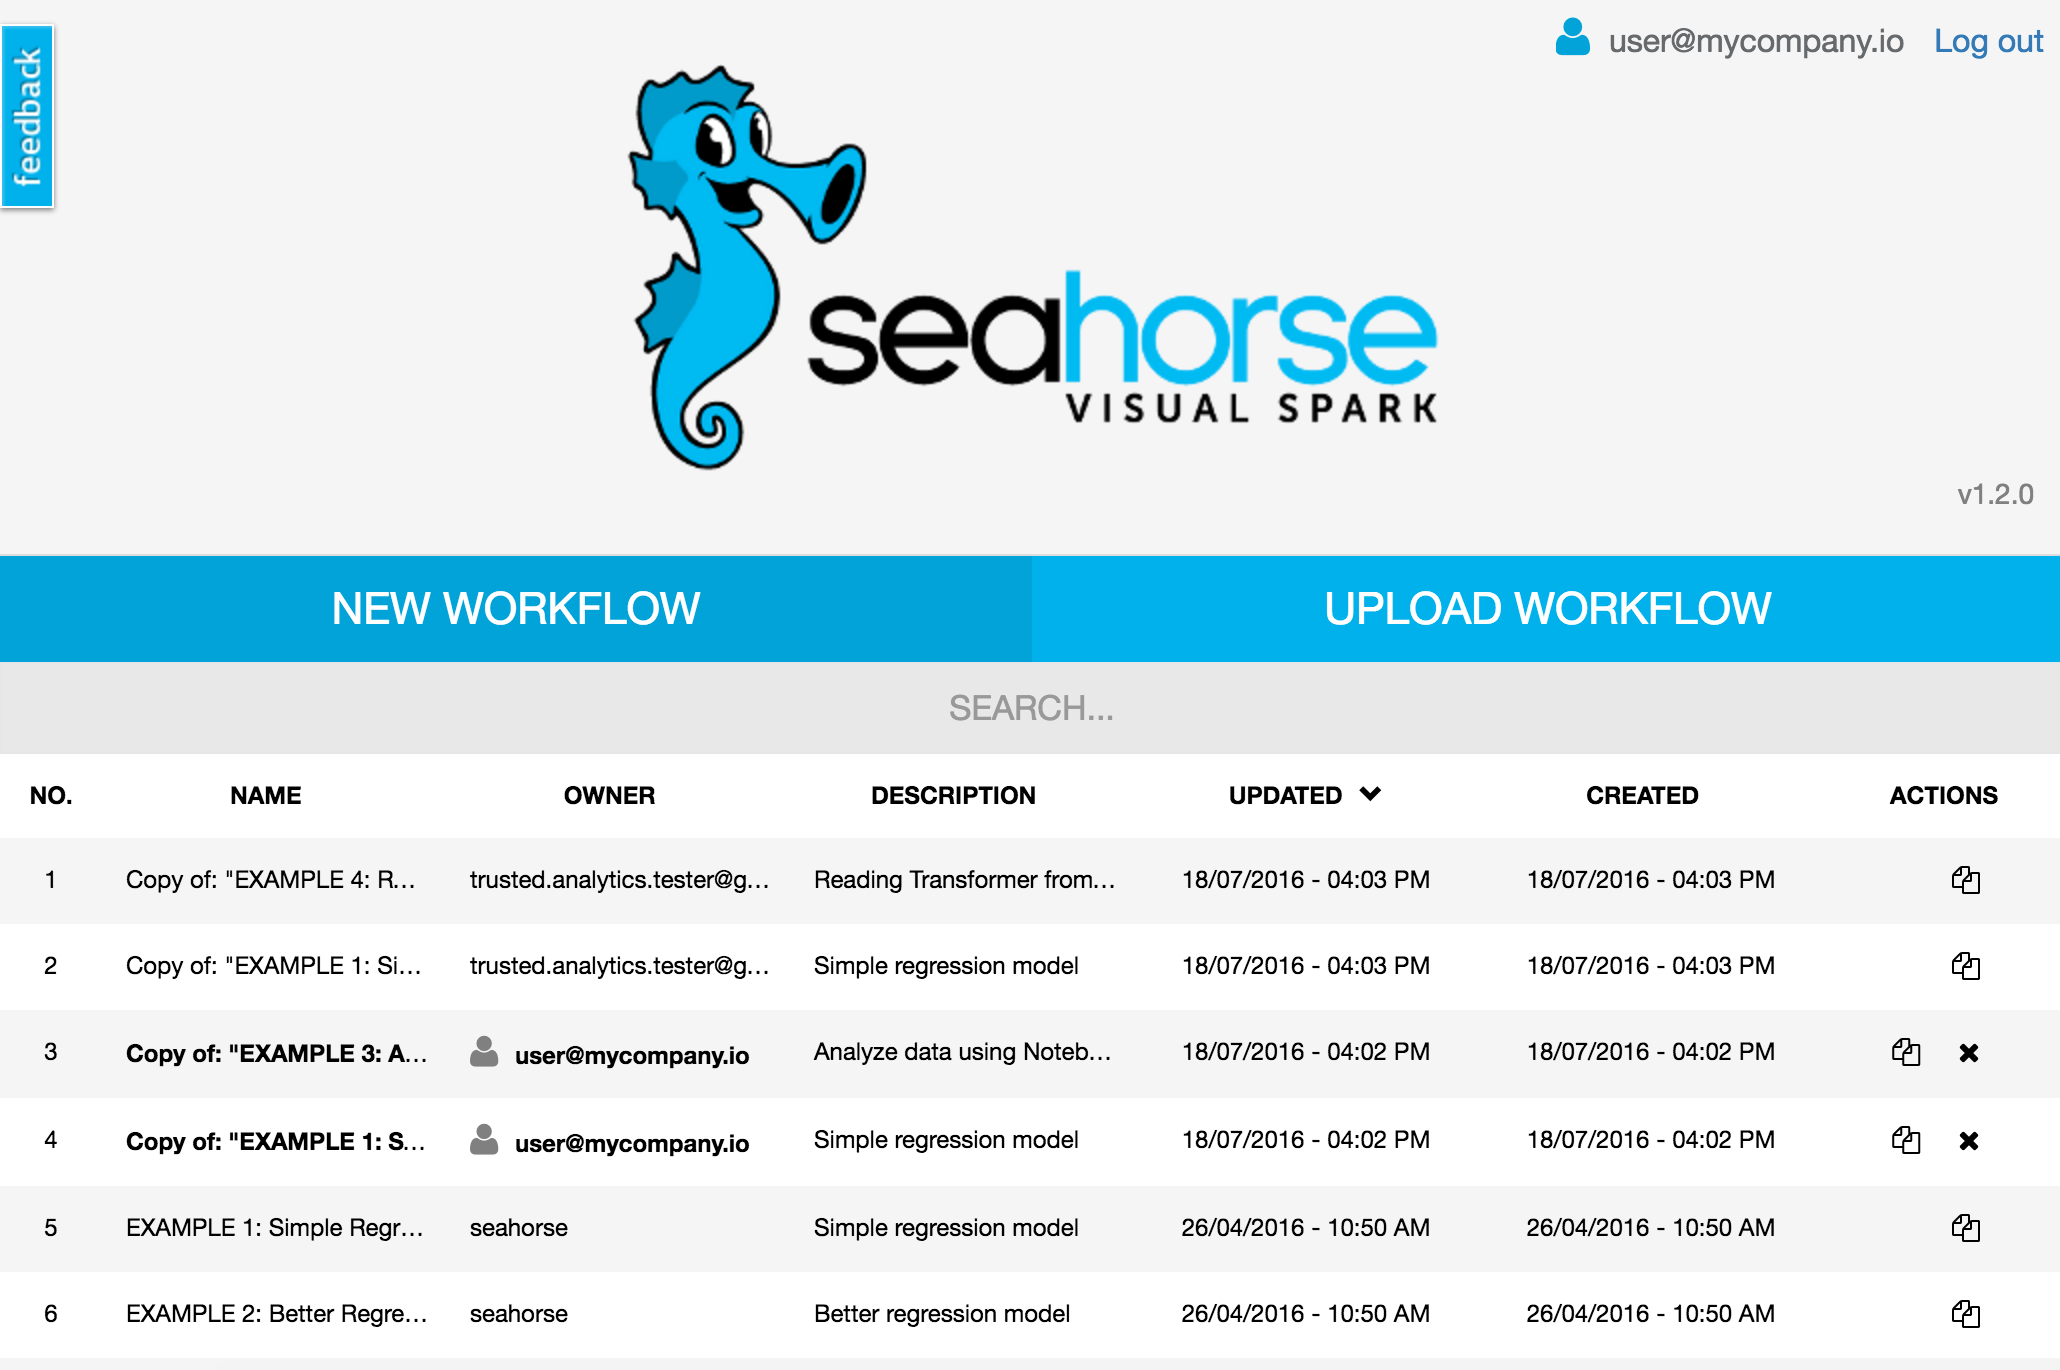 feedback
user@mycompany.io Log out
seahorse
VISUAL SPARK
v1.2.0
NEW WORKFLOW UPLOAD WORKFLOW
SEARCH...
NO. NAME OWNER DESCRIPTION UPDATED CREATED ACTIONS
1 Copy of: "EXAMPLE 4: R... trusted.analytics.tester@g... Reading Transformer from... 18/07/2016 - 04:03 PM 18/07/2016 - 04:03 PM
2 Copy of: "EXAMPLE 1: Si... trusted.analytics.tester@g... Simple regression model 18/07/2016 - 04:03 PM 18/07/2016 - 04:03 PM
3 Copy of: "EXAMPLE 3: A... user@mycompany.io Analyze data using Noteb... 18/07/2016 - 04:02 PM 18/07/2016 - 04:02 PM
4 Copy of: "EXAMPLE 1: S... user@mycompany.io Simple regression model 18/07/2016 - 04:02 PM 18/07/2016 - 04:02 PM
5 EXAMPLE 1: Simple Regr... seahorse Simple regression model 26/04/2016 - 10:50 AM 26/04/2016 - 10:50 AM
6 EXAMPLE 2: Better Regre... seahorse Better regression model 26/04/2016 - 10:50 AM 26/04/2016 - 10:50 AM